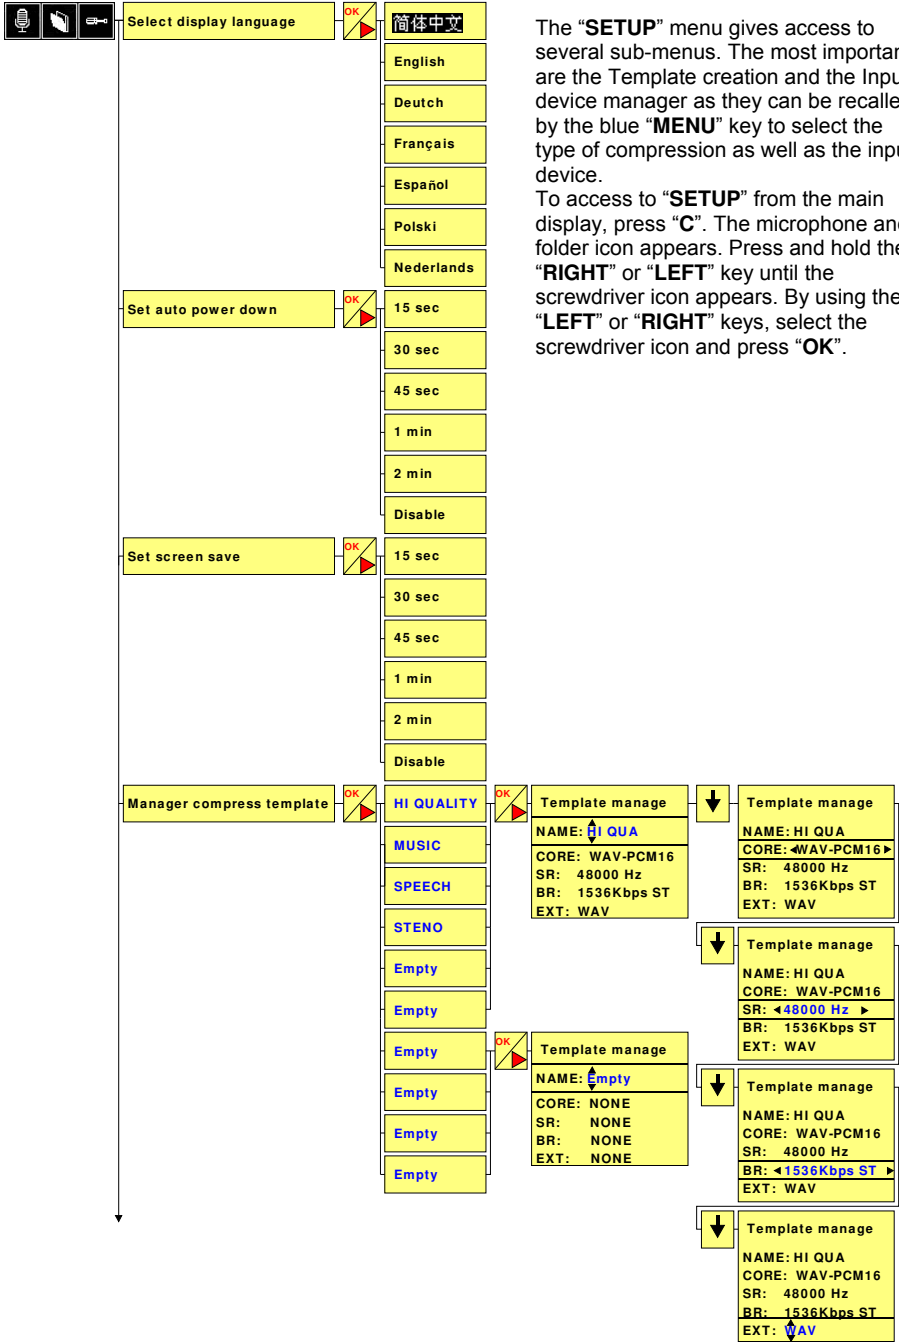 Select display language
OK
简体中文
English
Deutch
Français
Español
Polski
Nederlands
The “SETUP” menu gives access to
several sub-menus. The most
are the Template creation and the
device manager as they can be
by the blue “MENU” key to select the
type of compression as well as the
device.
To access to “SETUP” from the main
display, press “C”. The microphone
folder icon appears. Press and hold
“RIGHT” or “LEFT” key until the
screwdriver icon appears. By using the
“LEFT” or “RIGHT” keys, select the
screwdriver icon and press “OK”.
Set auto power down
OK
15 sec
30 sec
45 sec
1 min
2 min
Disable
Set screen save
OK
15 sec
30 sec
45 sec
1 min
2 min
Disable
Manager compress template
OK
HI QUALITY
MUSIC
SPEECH
STENO
Empty
Empty
Empty
Empty
Empty
Empty
OK
Template manage
NAME: HI QUA
CORE: WAV-PCM16
SR: 48000 Hz
BR: 1536Kbps ST
EXT: WAV
Template manage
NAME: HI QUA
CORE: WAV-PCM16
SR: 48000 Hz
BR: 1536Kbps ST
EXT: WAV
Template manage
NAME: HI QUA
CORE: WAV-PCM16
SR: 48000 Hz
BR: 1536Kbps ST
EXT: WAV
OK
Template manage
NAME: Empty
CORE: NONE
SR: NONE
BR: NONE
EXT: NONE
Template manage
NAME: HI QUA
CORE: WAV-PCM16
SR: 48000 Hz
BR: 1536Kbps ST
EXT: WAV
Template manage
NAME: HI QUA
CORE: WAV-PCM16
SR: 48000 Hz
BR: 1536Kbps ST
EXT: WAV